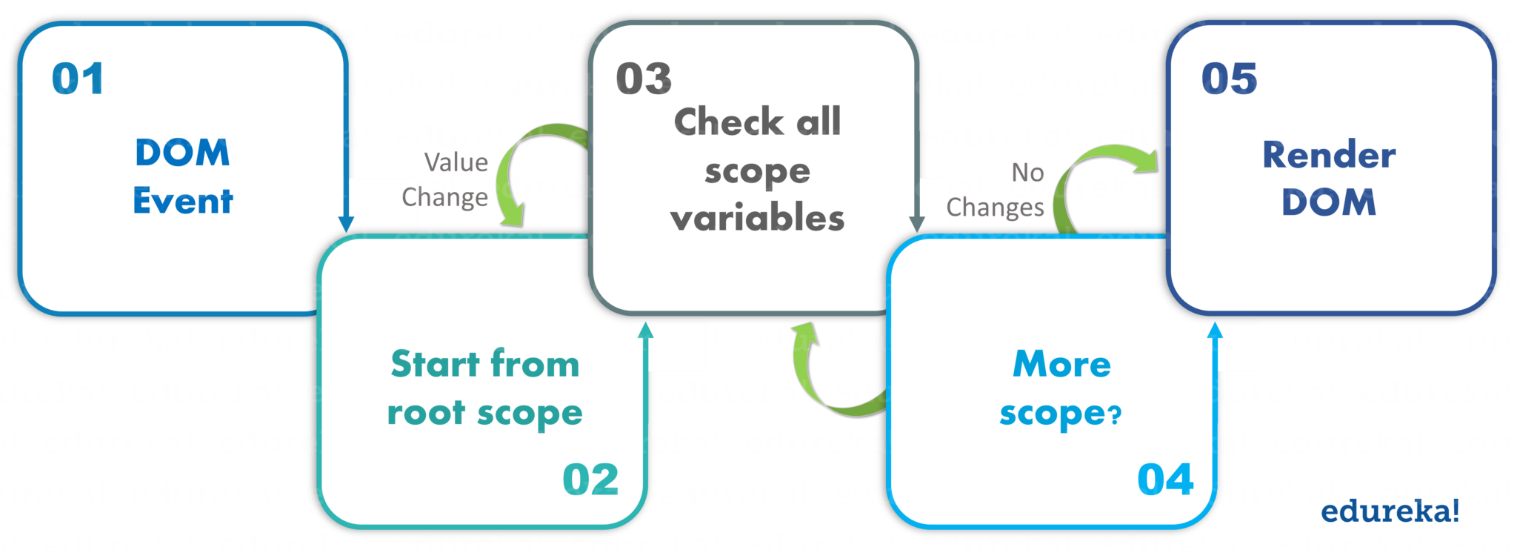 01
DOM
Event
Value
Change
Start from
root scope
02
03
Check all
scope
variables
More
scope?
04
No
Changes
05
Render
DOM
edureka!